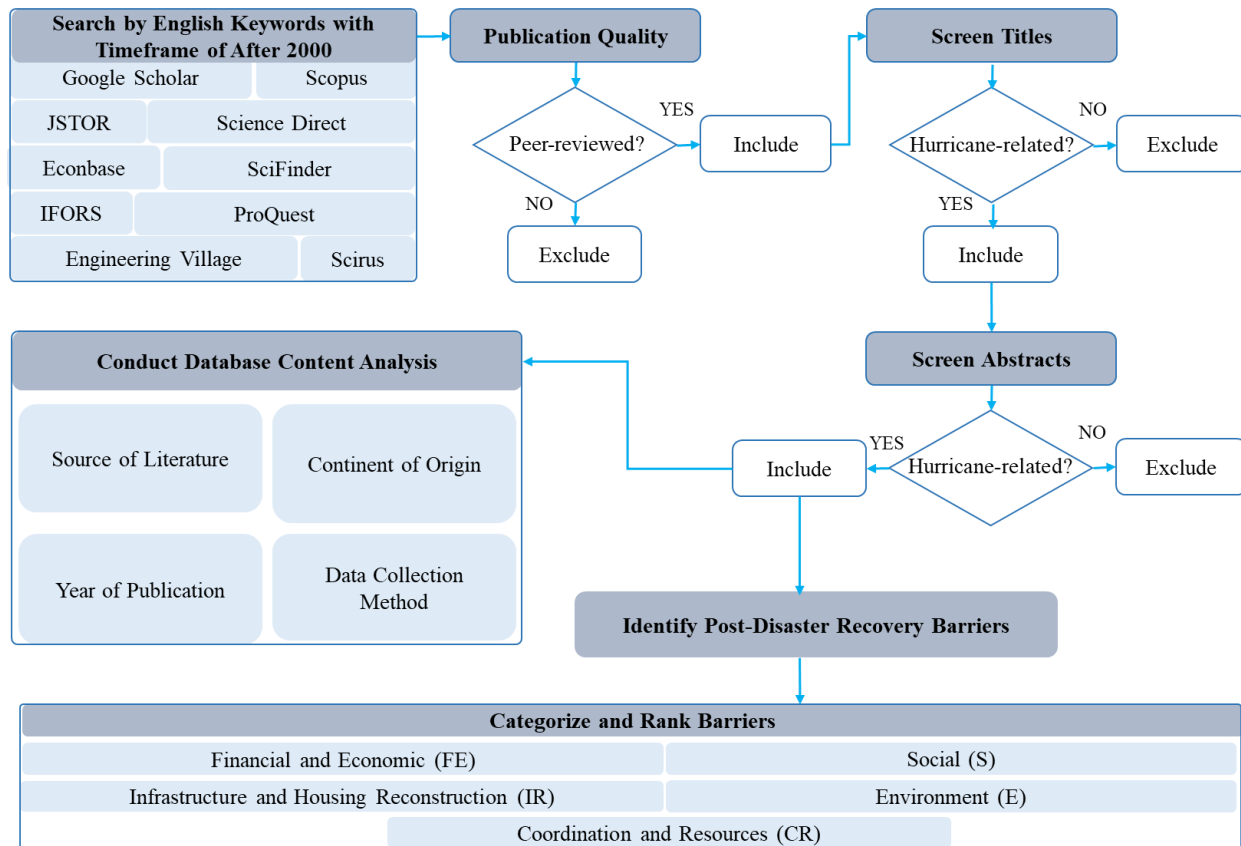 Search by English Keywords with
Timeframe of After 2000
Google Scholar
Scopus
JSTOR
Science Direct
Econbase
SciFinder
IFORS
ProQuest
Engineering Village
Scirus
Publication Quality
Peer-reviewed?
YES
Include
NO
Exclude
Screen Titles
Hurricane-related?
NO
Exclude
YES
Include
Screen Abstracts
Hurricane-related?
NO
Exclude
YES
Include
Conduct Database Content Analysis
Source of Literature
Continent of Origin
Year of Publication
Data Collection
Method
Identify Post-Disaster Recovery Barriers
Categorize and Rank Barriers
Financial and Economic (FE)
Social (S)
Infrastructure and Housing Reconstruction (IR)
Environment (E)
Coordination and Resources (CR)